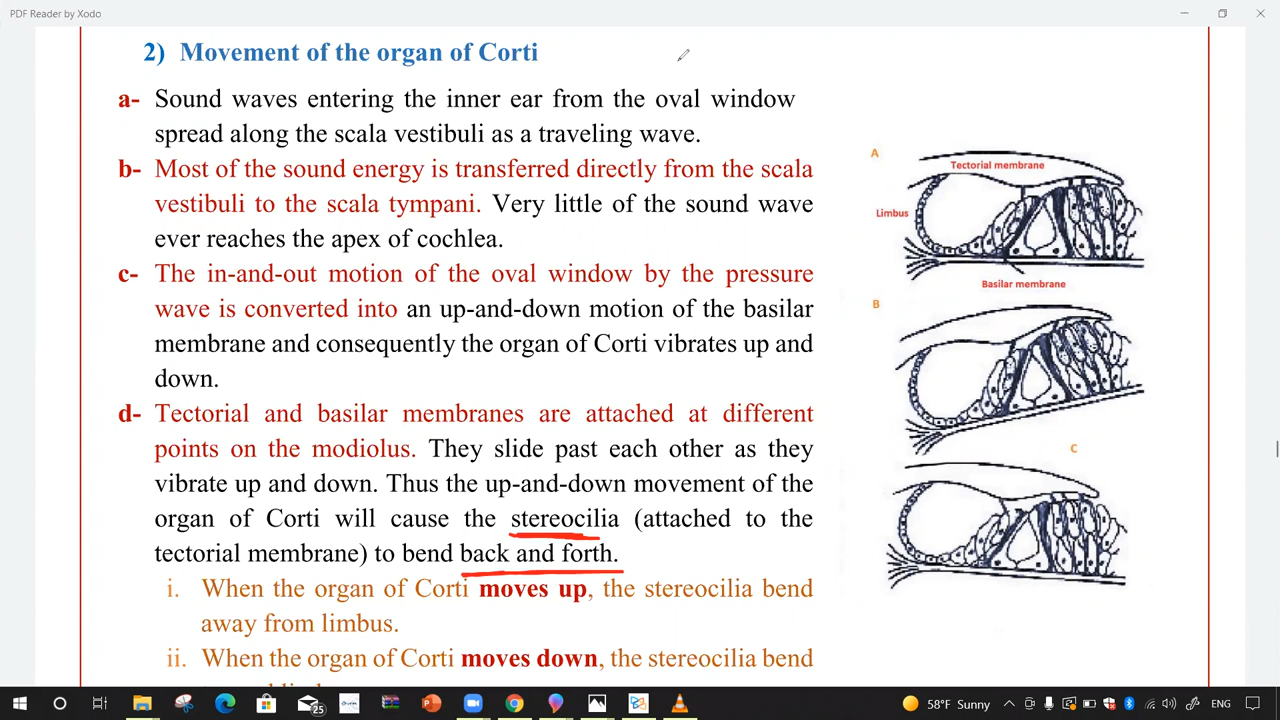 PDF Reader by Xodo
2) Movement of the organ of Corti
a- Sound waves entering the inner ear from the oval window
spread along the scala vestibuli as a traveling wave.
b- Most of the sound energy is transferred directly from the scala
vestibuli to the scala tympani. Very little of the sound wave
ever reaches the apex of cochlea.
c- The in-and-out motion of the oval window by the pressure
wave is converted into an up-and-down motion of the basilar
membrane and consequently the organ of Corti vibrates up and
down.
d- Tectorial and basilar membranes are attached at different
points on the modiolus. They slide past each other as they
vibrate up and down. Thus the up-and-down movement of the
organ of Corti will cause the stereocilia (attached to the
tectorial membrane) to bend back and forth.
i. When the organ of Corti moves up, the stereocilia bend
away from limbus.
ii. When the organ of Corti moves down, the stereocilia bend
A
Tectorial membrane
Limbus
Basilar membrane
B
C
25
58°F Sunny
ENG